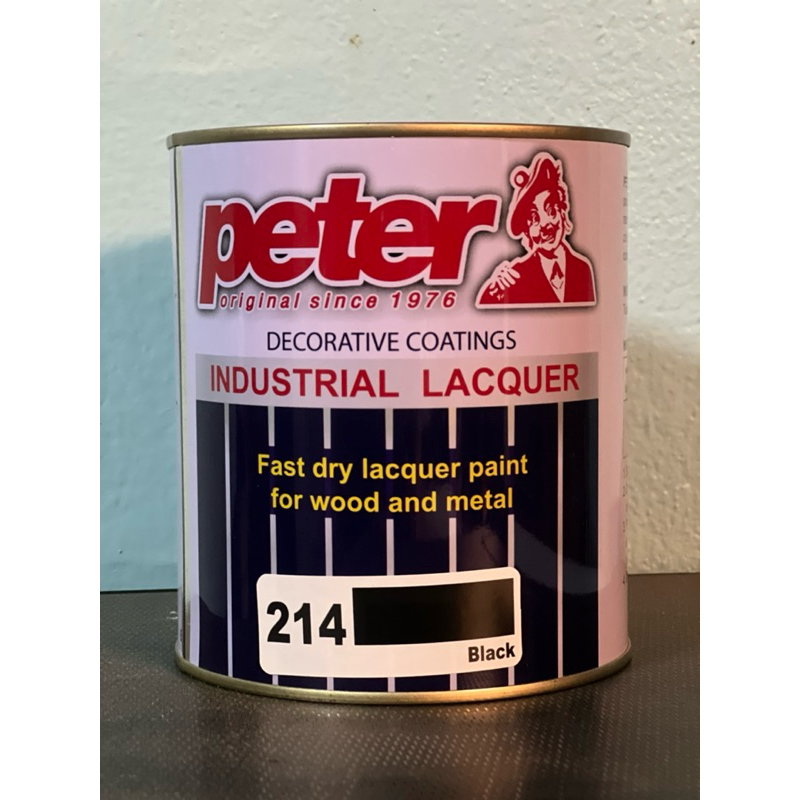 peter
original since 1976
DECORATIVE COATINGS
INDUSTRIAL LACQUER
Fast dry lacquer paint
for wood and metal
214
Black